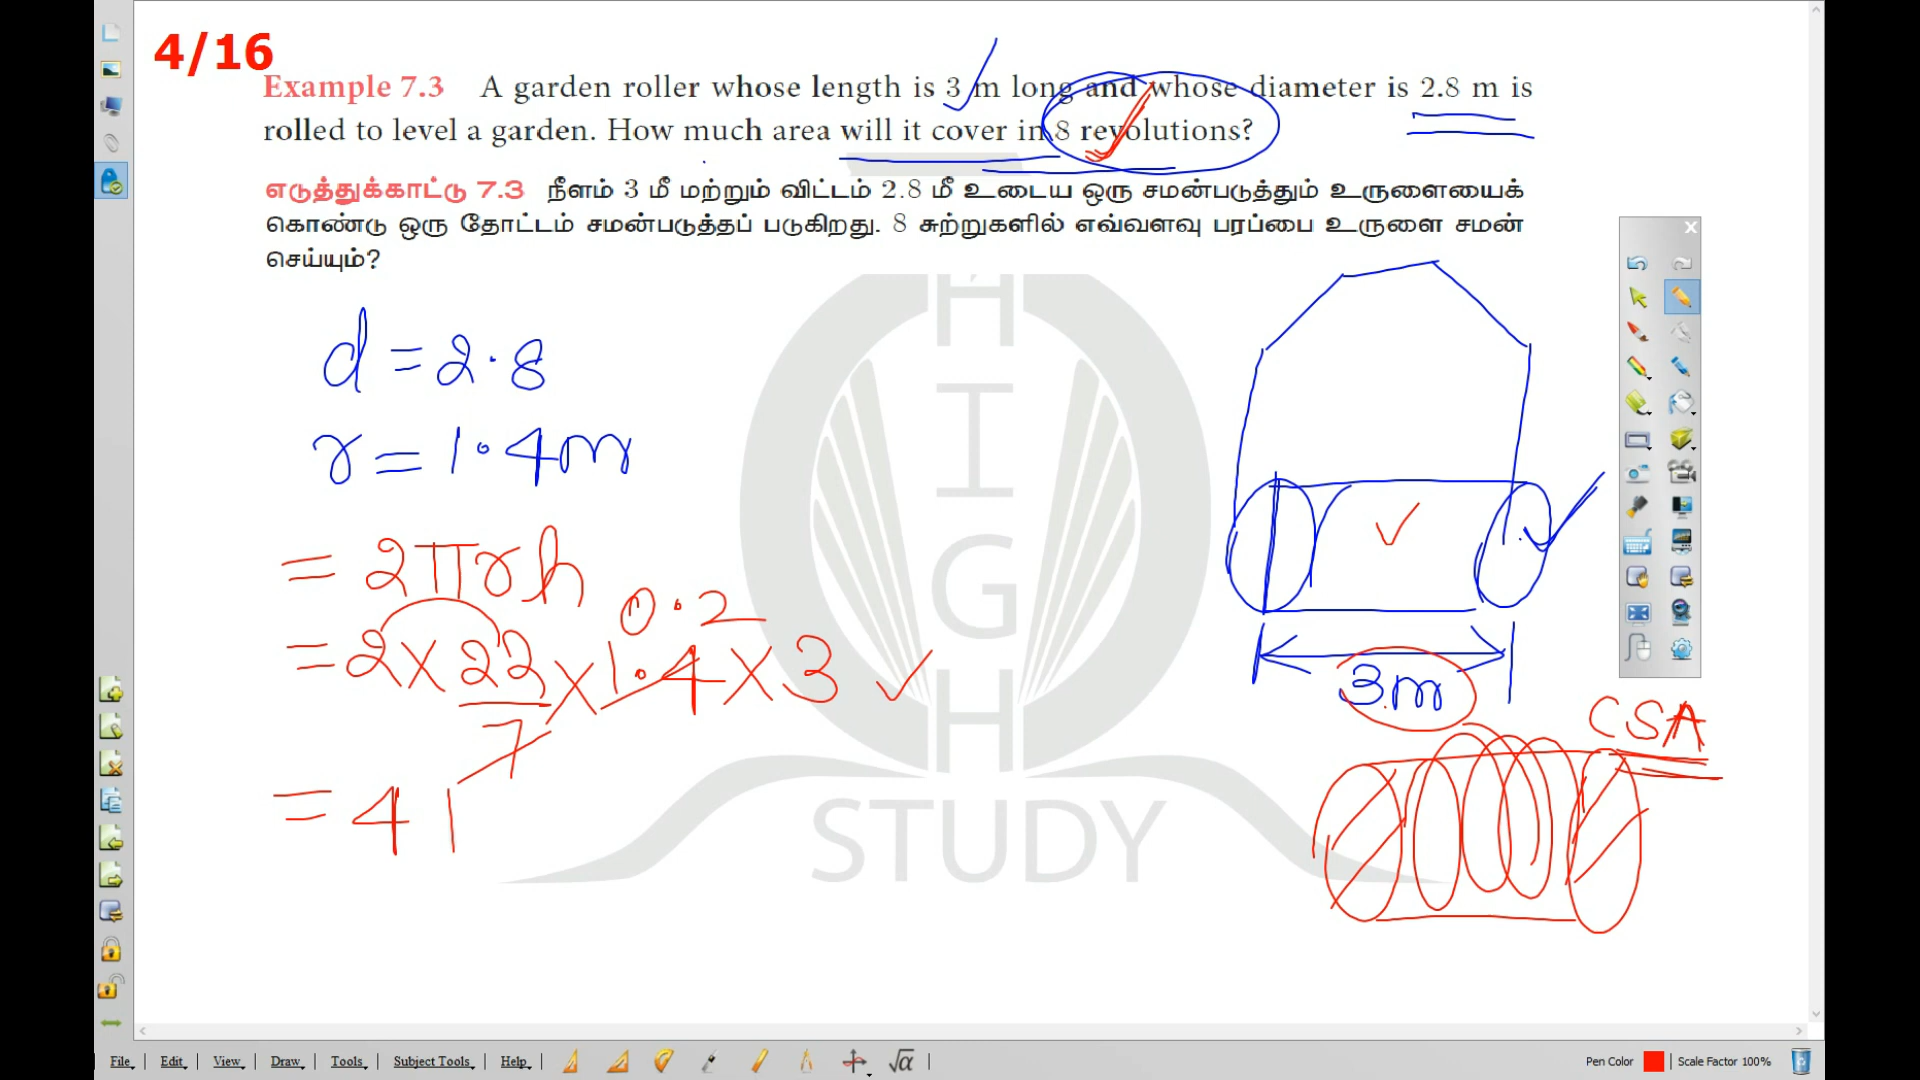 4/16
Example 7.3 A garden roller whose length is 3 m long and whose diameter is 2.8 m is
rolled to level a garden. How much area will it cover in 8 revolutions?
எடுத்துக்காட்டு 7.3 நீளம் 3 மீ மற்றும் விட்டம் 2.8 மீ உடைய ஒரு சமன்படுத்தும் உருளையைக்
கொண்டு ஒரு தோட்டம் சமன்படுத்தப் படுகிறது. 8 சுற்றுகளில் எவ்வளவு பரப்பை உருளை சமன்
செய்யும்?
d = 2.8
r = 1.4m
= 2πrh
0.2
= 2 × 22/7 × 1.4 × 3
= 41
3m
CSA
HIGH
STUDY
File Edit View Draw Tools Subject Tools Help √α Pen Color Scale Factor 100%